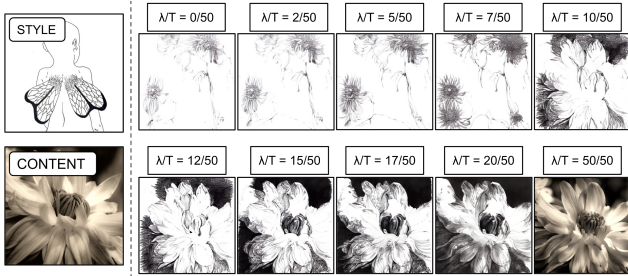 STYLE
λ/T = 0/50
λ/T = 2/50
λ/T = 5/50
λ/T = 7/50
λ/T = 10/50
CONTENT
λ/T = 12/50
λ/T = 15/50
λ/T = 17/50
λ/T = 20/50
λ/T = 50/50